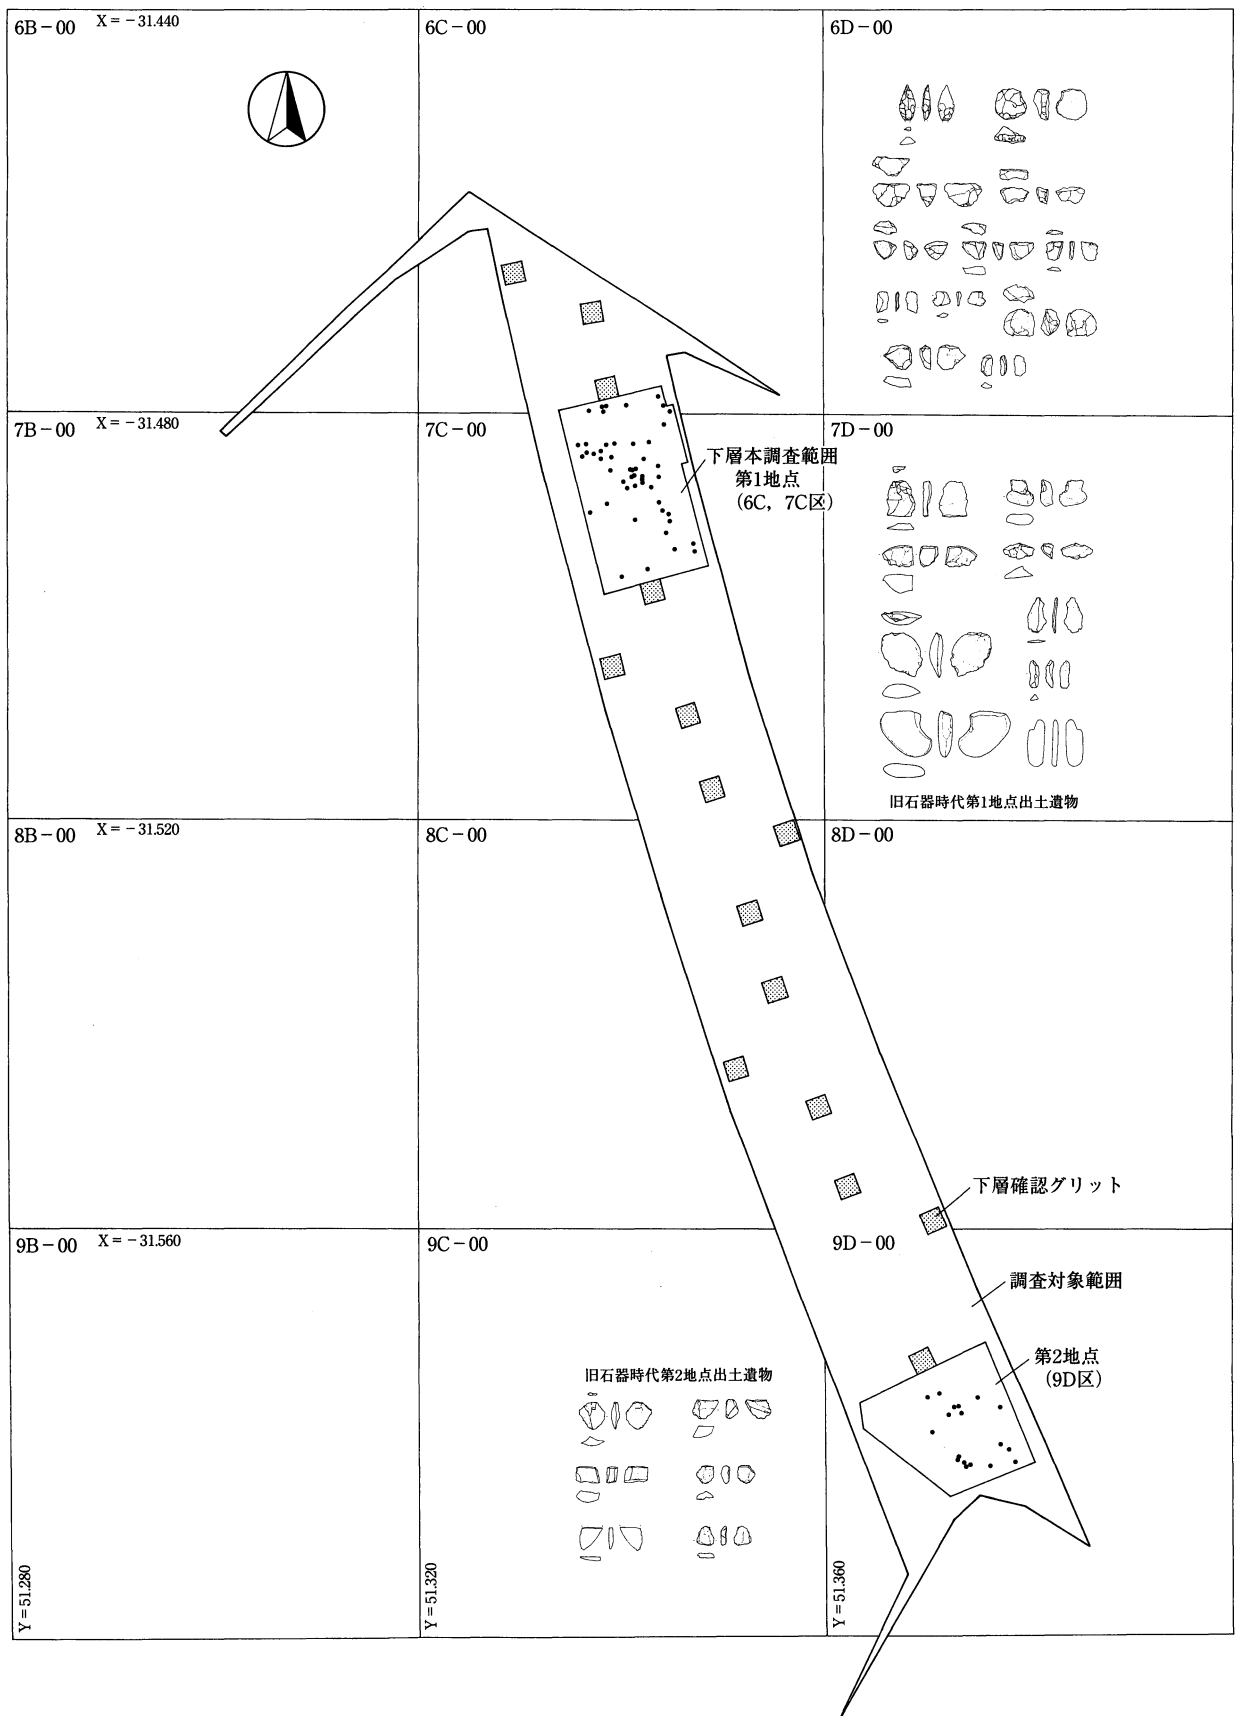 6B－00 X＝－31.440
6C－00
6D－00
7B－00 X＝－31.480
7C－00
7D－00
下層本調査範囲
第1地点
（6C，7C区）
旧石器時代第1地点出土遺物
8B－00 X＝－31.520
8C－00
8D－00
下層確認グリット
9B－00 X＝－31.560
9C－00
9D－00
調査対象範囲
第2地点
（9D区）
旧石器時代第2地点出土遺物
Y＝51.280
Y＝51.320
Y＝51.360